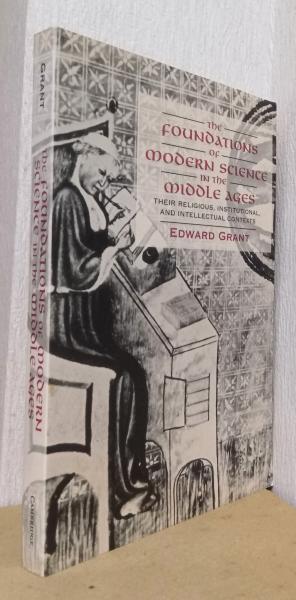 THE
FOUNDATIONS
OF
MODERN SCIENCE
IN THE
MIDDLE AGES
THEIR RELIGIOUS, INSTITUTIONAL,
AND INTELLECTUAL CONTEXTS
EDWARD GRANT
GRANT
THE FOUNDATIONS OF MODERN
SCIENCE IN THE MIDDLE AGES
CAMBRIDGE